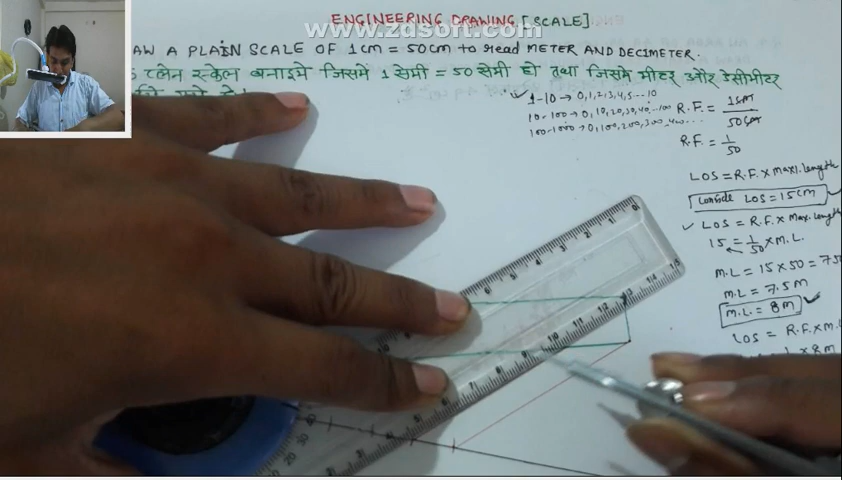 ENGINEERING DRAWING [SCALE]
www.zdsoft.com
AW A PLAIN SCALE OF 1CM = 50CM to read METER AND DECIMETER.
प्लेन स्केल बनाइये जिसमे 1 सेमी = 50 सेमी हो तथा जिसमे मीटर और डेसीमीटर
✓ 1-10 → 0,1,2,3,4,5...10
10-100 → 0,10,20,30,40,...100
100-1000 → 0,100,200,300,400...
R.F. = 1cm / 50cm
R.F. = 1/50
LOS = R.F. X Maxi. length
Conside LOS = 15CM
✓ LOS = R.F. X Max. length
15 = 1/50 X M.L.
M.L = 15 X 50 = 750
M.L = 7.5m
M.L. = 8m ✓
LOS = R.F. X M.